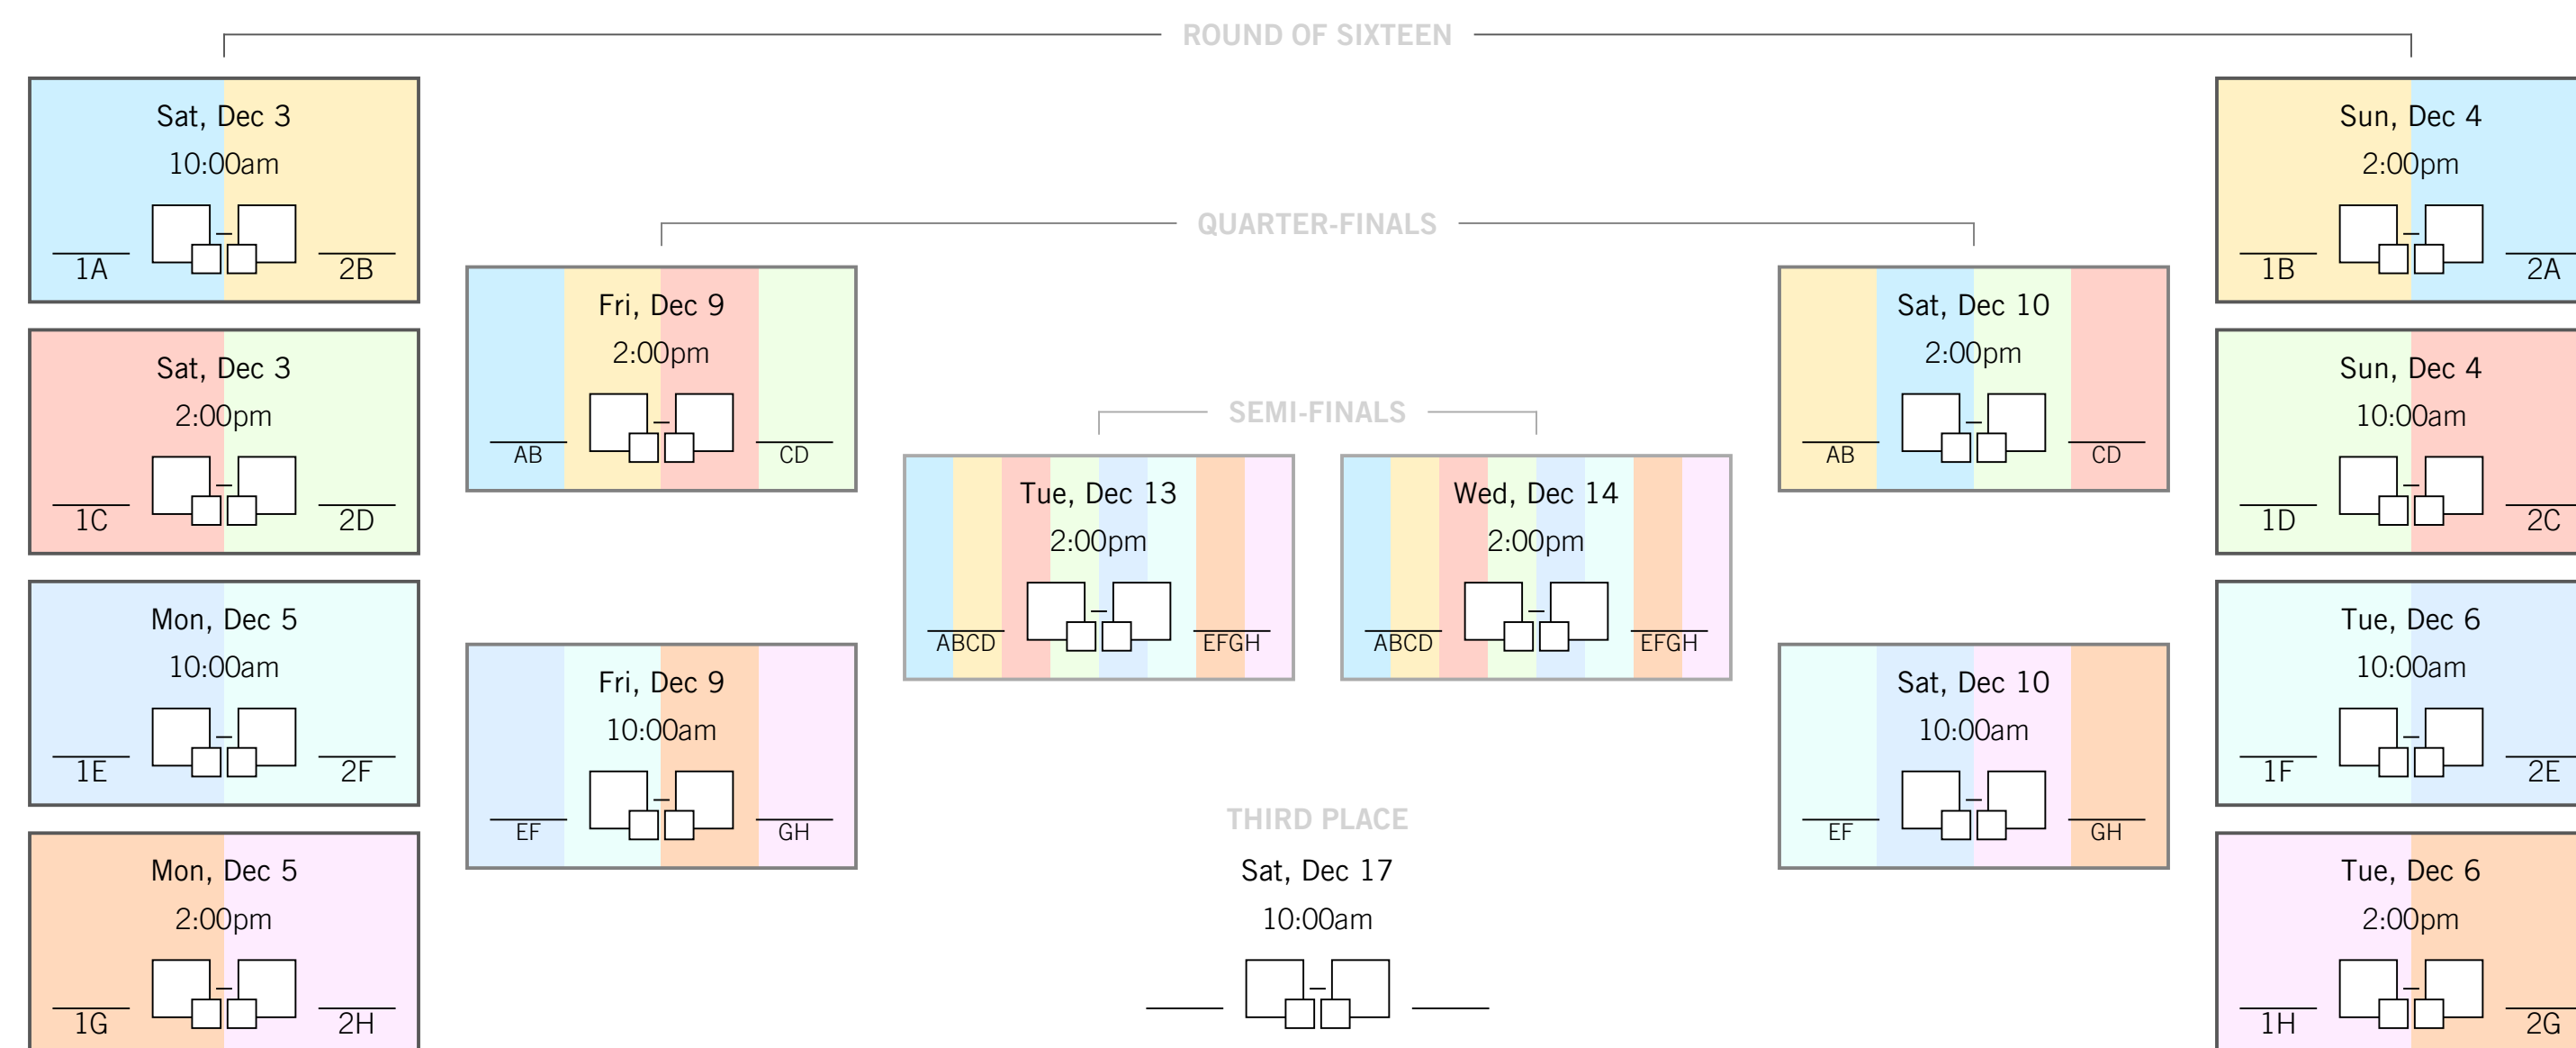 ROUND OF SIXTEEN
Sat, Dec 3
10:00am
1A – 2B
Sat, Dec 3
2:00pm
1C – 2D
Mon, Dec 5
10:00am
1E – 2F
Mon, Dec 5
2:00pm
1G – 2H
QUARTER-FINALS
Fri, Dec 9
2:00pm
AB – CD
Fri, Dec 9
10:00am
EF – GH
SEMI-FINALS
Tue, Dec 13
2:00pm
ABCD – EFGH
Wed, Dec 14
2:00pm
ABCD – EFGH
THIRD PLACE
Sat, Dec 17
10:00am
–
Sat, Dec 10
2:00pm
AB – CD
Sat, Dec 10
10:00am
EF – GH
Sun, Dec 4
2:00pm
1B – 2A
Sun, Dec 4
10:00am
1D – 2C
Tue, Dec 6
10:00am
1F – 2E
Tue, Dec 6
2:00pm
1H – 2G